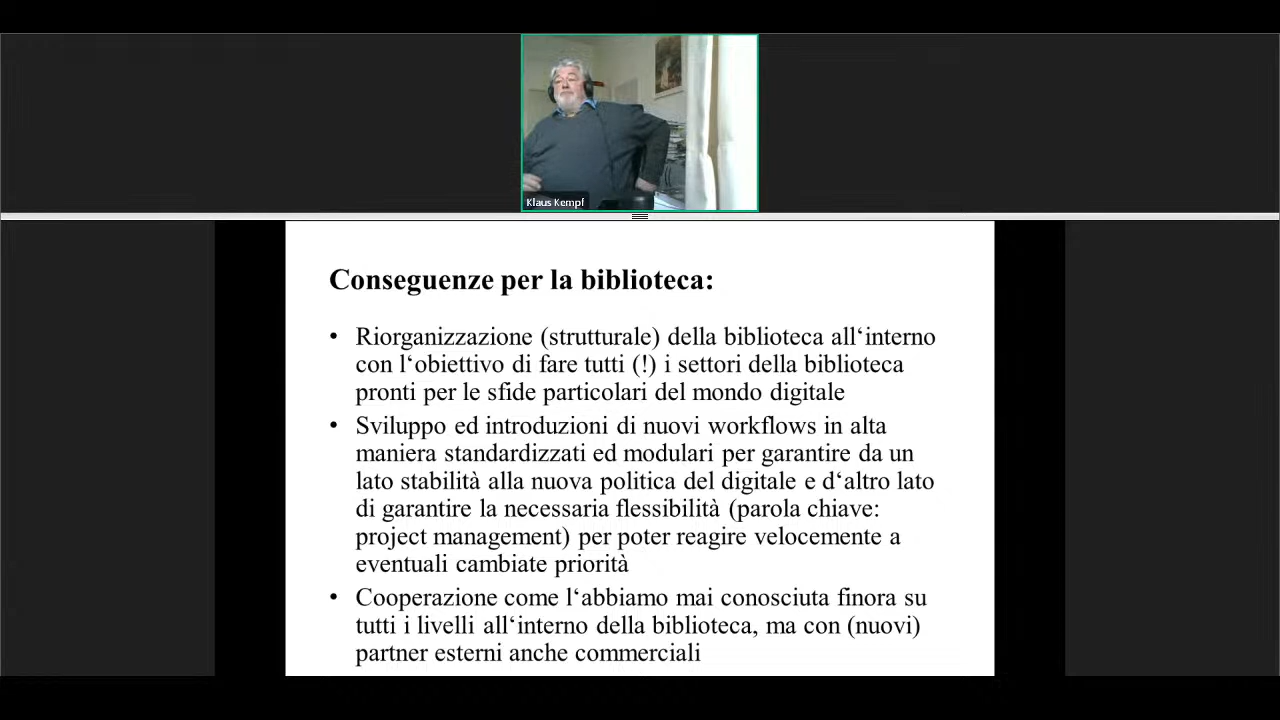 Klaus Kempf
Conseguenze per la biblioteca:
• Riorganizzazione (strutturale) della biblioteca all‘interno
con l‘obiettivo di fare tutti (!) i settori della biblioteca
pronti per le sfide particolari del mondo digitale
• Sviluppo ed introduzioni di nuovi workflows in alta
maniera standardizzati ed modulari per garantire da un
lato stabilità alla nuova politica del digitale e d‘altro lato
di garantire la necessaria flessibilità (parola chiave:
project management) per poter reagire velocemente a
eventuali cambiate priorità
• Cooperazione come l‘abbiamo mai conosciuta finora su
tutti i livelli all‘interno della biblioteca, ma con (nuovi)
partner esterni anche commerciali